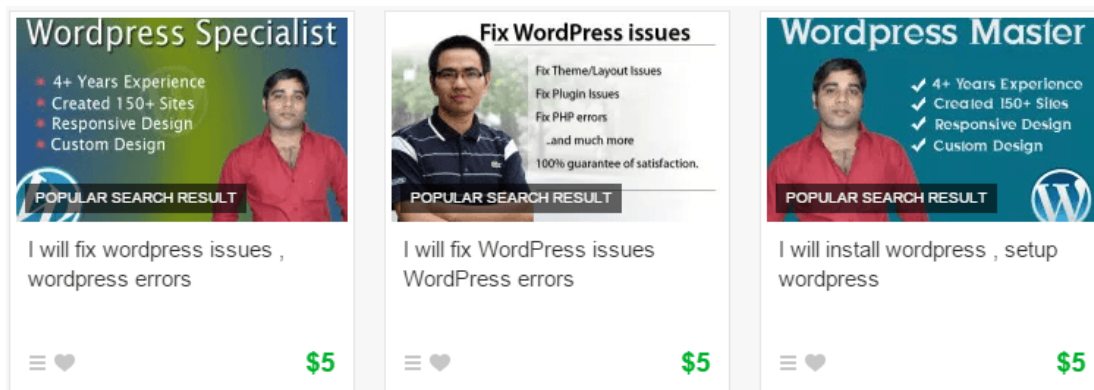 Wordpress Specialist
4+ Years Experience
Created 150+ Sites
Responsive Design
Custom Design
POPULAR SEARCH RESULT
I will fix wordpress issues ,
wordpress errors
$5
Fix WordPress issues
Fix Theme/Layout Issues
Fix Plugin Issues
Fix PHP errors
..and much more
100% guarantee of satisfaction.
POPULAR SEARCH RESULT
I will fix WordPress issues
WordPress errors
$5
Wordpress Master
4+ Years Experience
Created 150+ Sites
Responsive Design
Custom Design
POPULAR SEARCH RESULT
I will install wordpress , setup
wordpress
$5